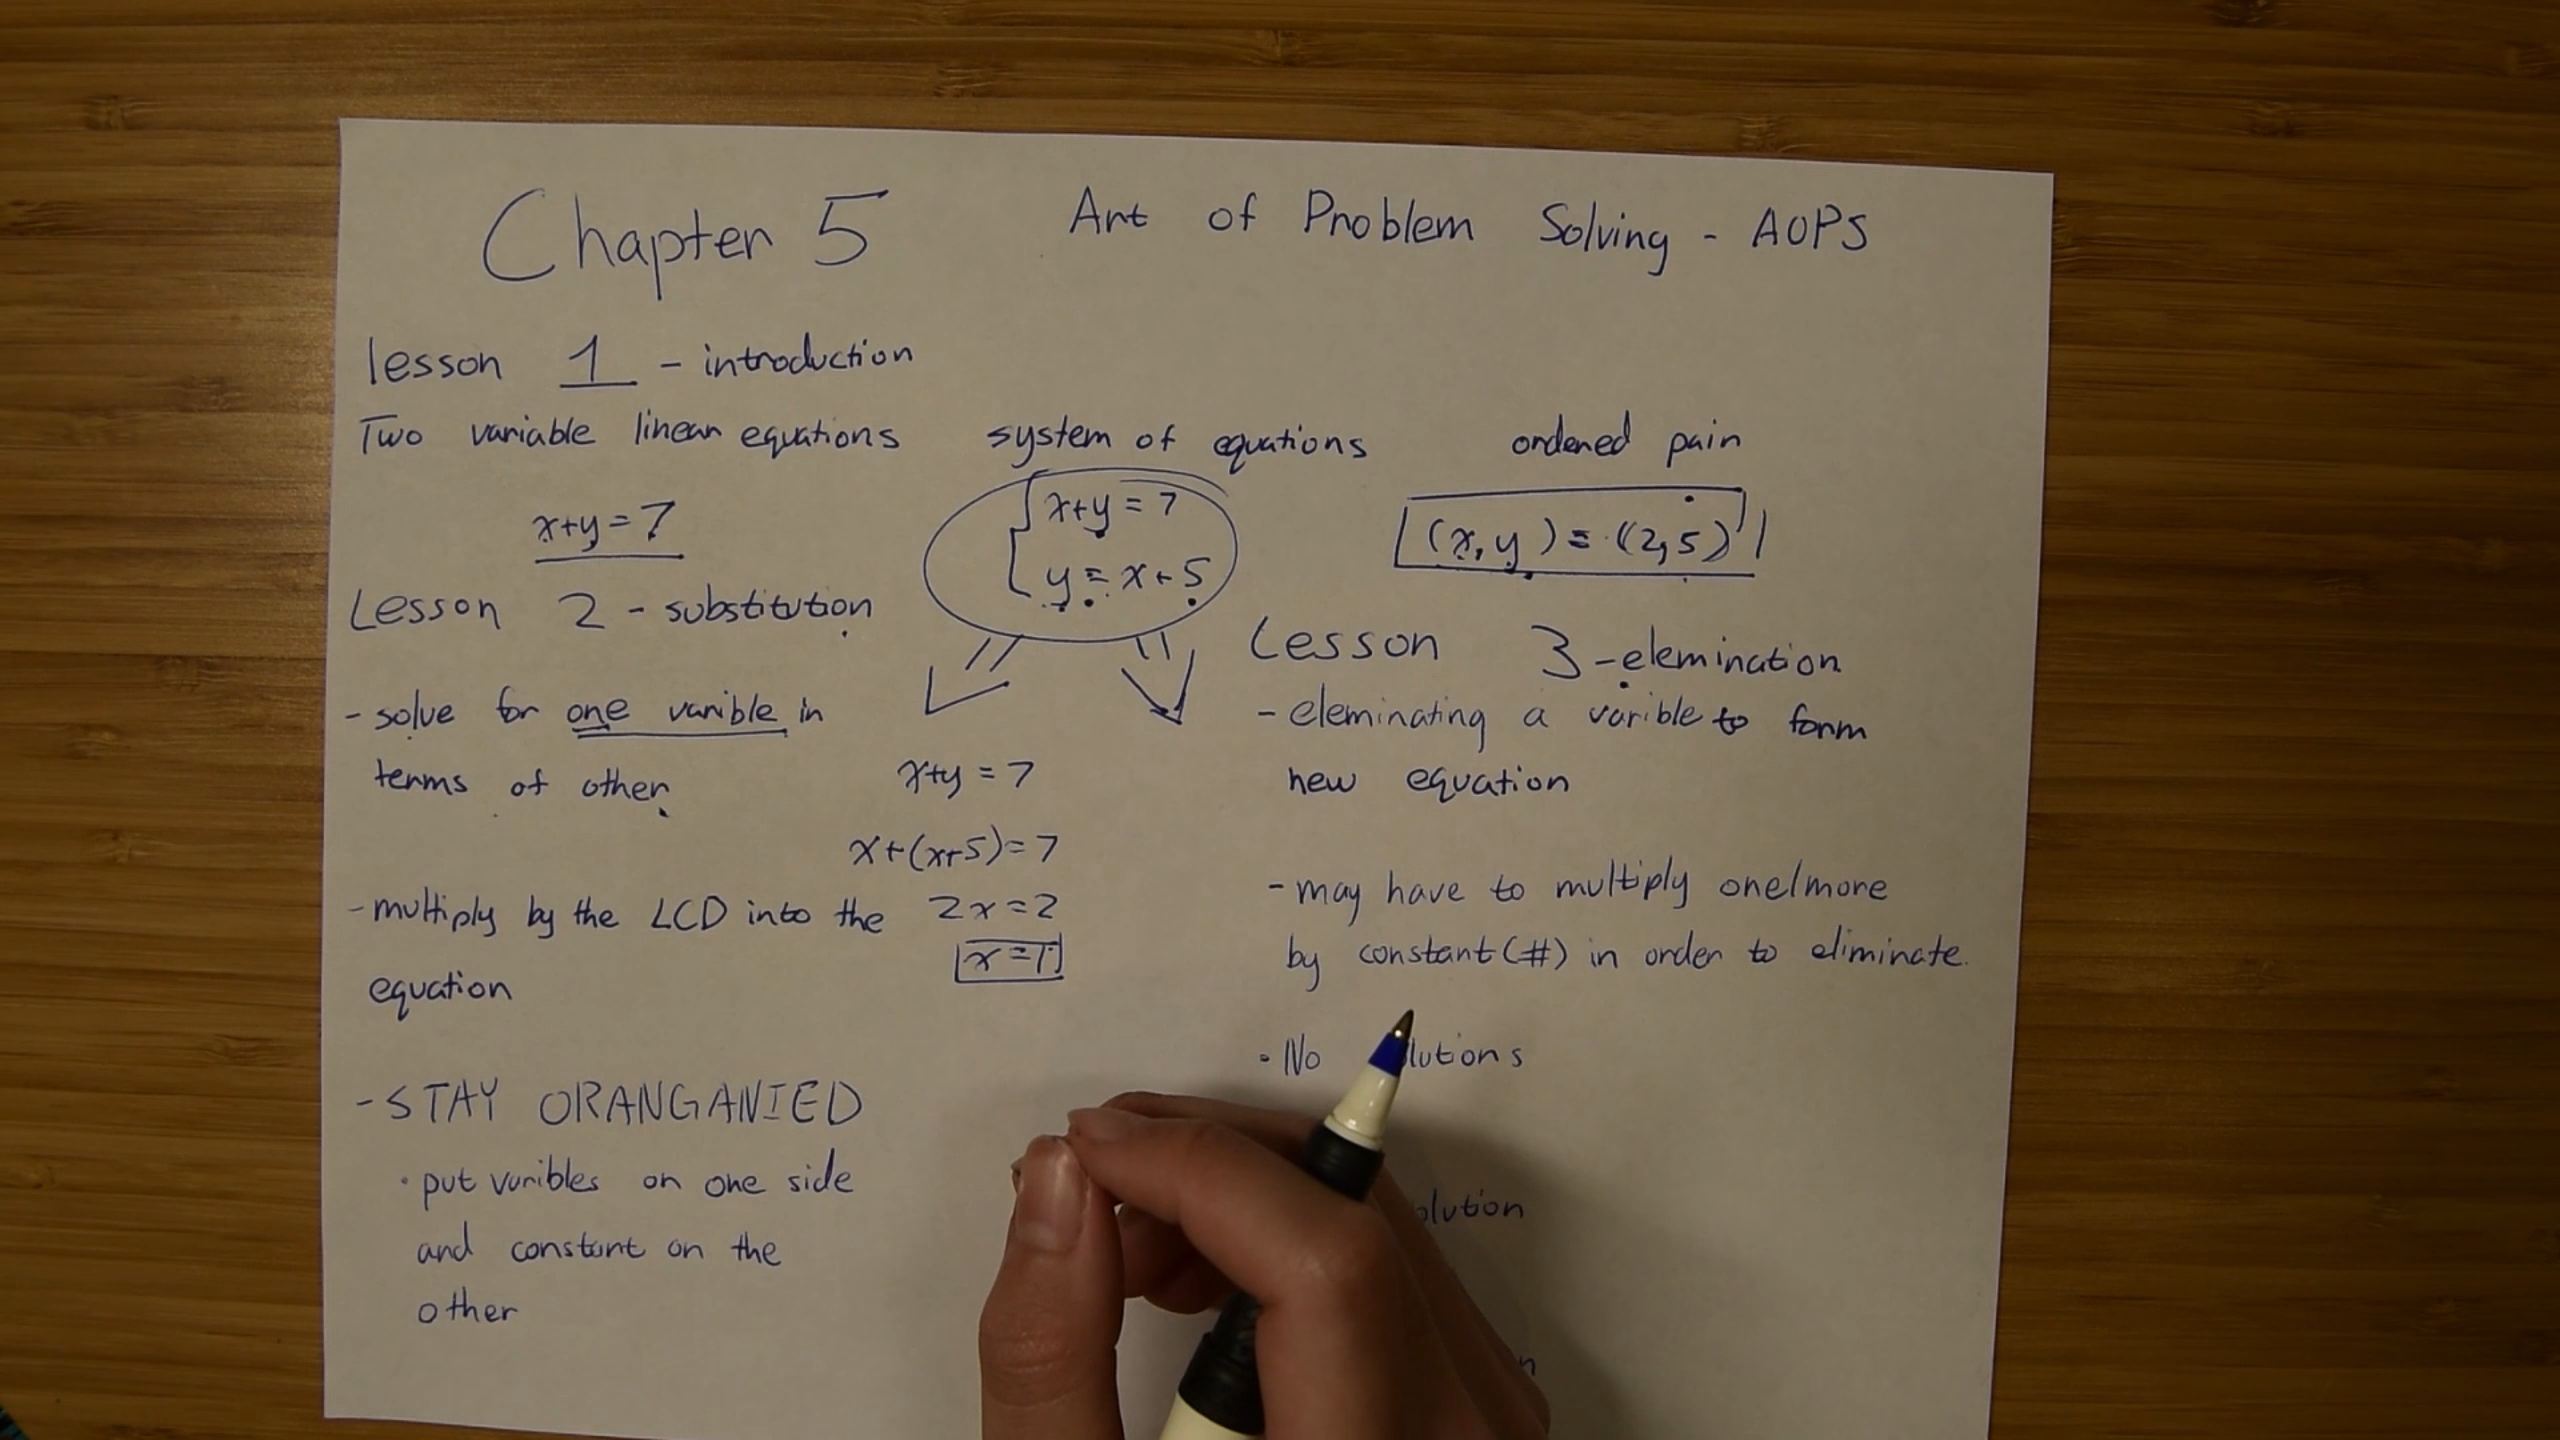 Chapter 5
Art of Problem Solving - AOPS
lesson 1 - introduction
Two variable linear equations
x+y=7
system of equations
x+y=7
y=x+5
ordered pair
(x,y)=(2,5)
Lesson 2 - substitution
- solve for one varible in
terms of other
- multiply by the LCD into the
equation
- STAY ORANGANIED
• put varibles on one side
and constant on the
other
x+y=7
x+(x+5)=7
2x=2
x=1
Lesson 3 - elemination
- eleminating a varible to form
new equation
- may have to multiply one/more
by constant(#) in order to eliminate.
• No lutions
olution
n